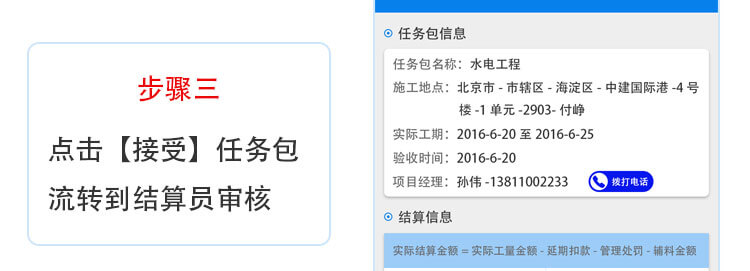 步骤三
点击【接受】任务包
流转到结算员审核
任务包信息
任务包名称: 水电工程
施工地点: 北京市 - 市辖区 - 海淀区 - 中建国际港 -4 号
楼 -1 单元 -2903- 付峥
实际工期: 2016-6-20 至 2016-6-25
验收时间: 2016-6-20
项目经理: 孙伟 -13811002233 拨打电话
结算信息
实际结算金额 = 实际工量金额 - 延期扣款 - 管理处罚 - 辅料金额